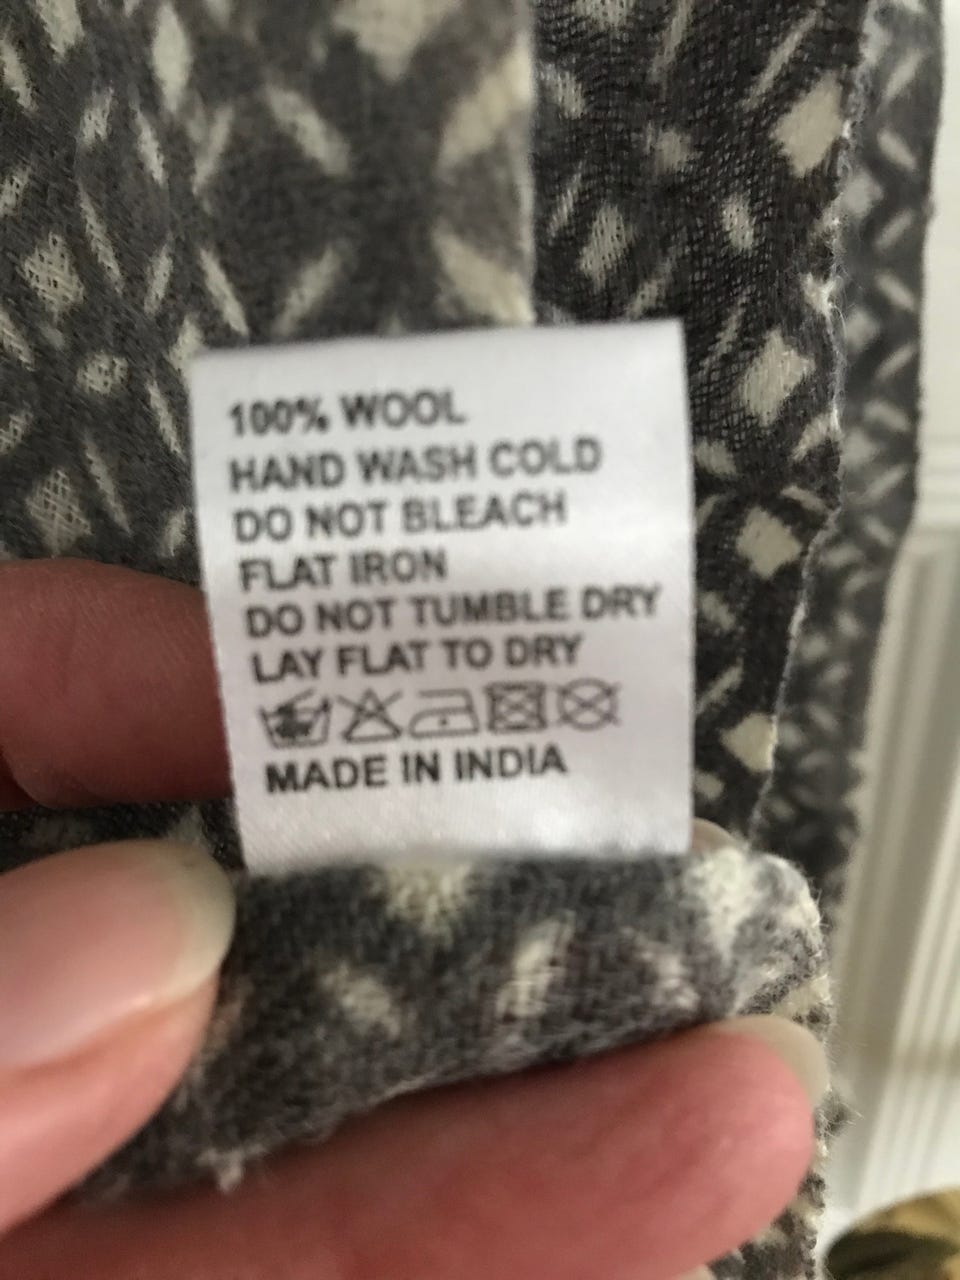 100% WOOL
HAND WASH COLD
DO NOT BLEACH
FLAT IRON
DO NOT TUMBLE DRY
LAY FLAT TO DRY
MADE IN INDIA